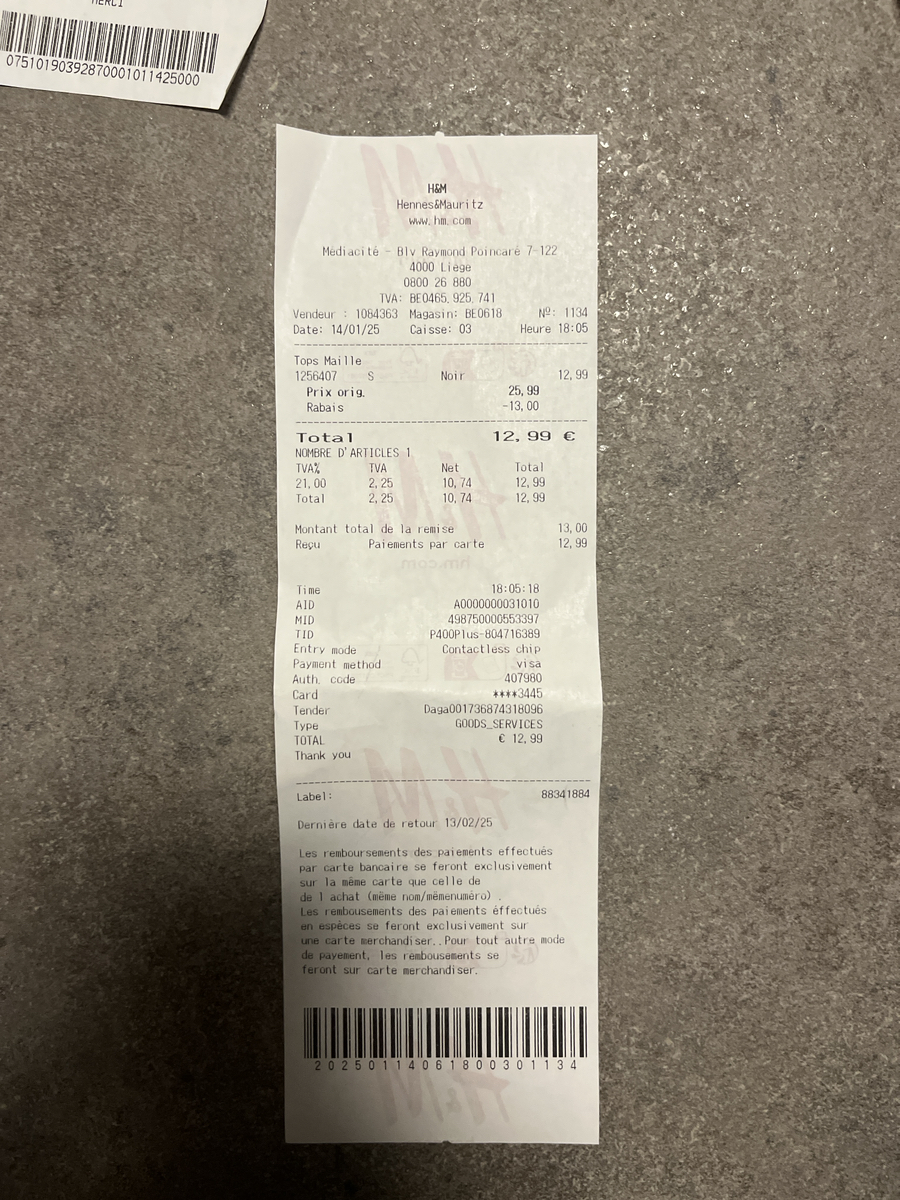 MERCI
07510190392870001011425000
H&M
Hennes&Mauritz
www.hm.com
Médiacité - Blv Raymond Poincaré 7-122
4000 Liege
0800 26 880
TVA: BE0465.925.741
Vendeur : 1084363 Magasin: BE0618 Nº: 1134
Date: 14/01/25 Caisse: 03 Heure 18:05
Tops Maille
1256407 S Noir 12,99
Prix orig. 25,99
Rabais -13,00
Total 12,99 €
NOMBRE D'ARTICLES 1
TVA% TVA Net Total
21,00 2,25 10,74 12,99
Total 2,25 10,74 12,99
Montant total de la remise 13,00
Reçu Paiements par carte 12,99
hm.com
Time 18:05:18
AID A0000000031010
MID 498750000553397
TID P400Plus-804716389
Entry mode Contactless chip
Payment method visa
Auth. code 407980
Card ****3445
Tender Daga001736874318096
Type GOODS_SERVICES
TOTAL € 12,99
Thank you
Label: 88341884
Dernière date de retour 13/02/25
Les remboursements des paiements effectués
par carte bancaire se feront exclusivement
sur la même carte que celle de
de l achat (même nom/mêmenumero) .
Les rembousements des paiements éffectués
en espèces se feront exclusivement sur
une carte merchandiser..Pour tout autre mode
de payement, les rembousements se
feront sur carte merchandiser.
20250114061800301134